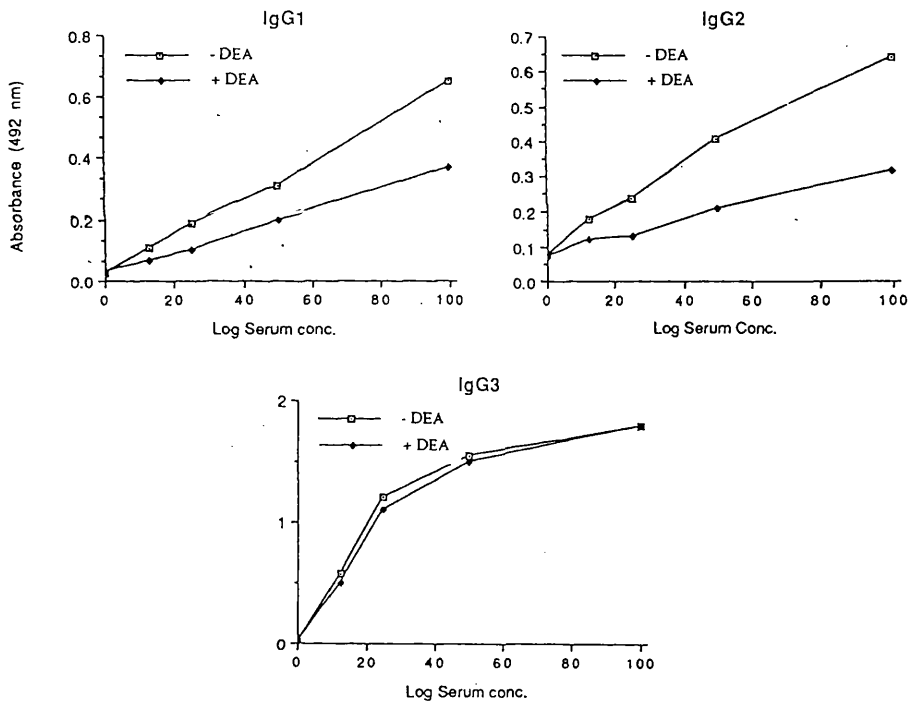 IgG1
Absorbance (492 nm)
0.8
0.6
0.4
0.2
0.0
- DEA
+ DEA
0 20 40 60 80 100
Log Serum conc.
IgG2
0.7
0.6
0.5
0.4
0.3
0.2
0.1
0.0
- DEA
+ DEA
0 20 40 60 80 100
Log Serum Conc.
IgG3
2
1
0
- DEA
+ DEA
0 20 40 60 80 100
Log Serum conc.